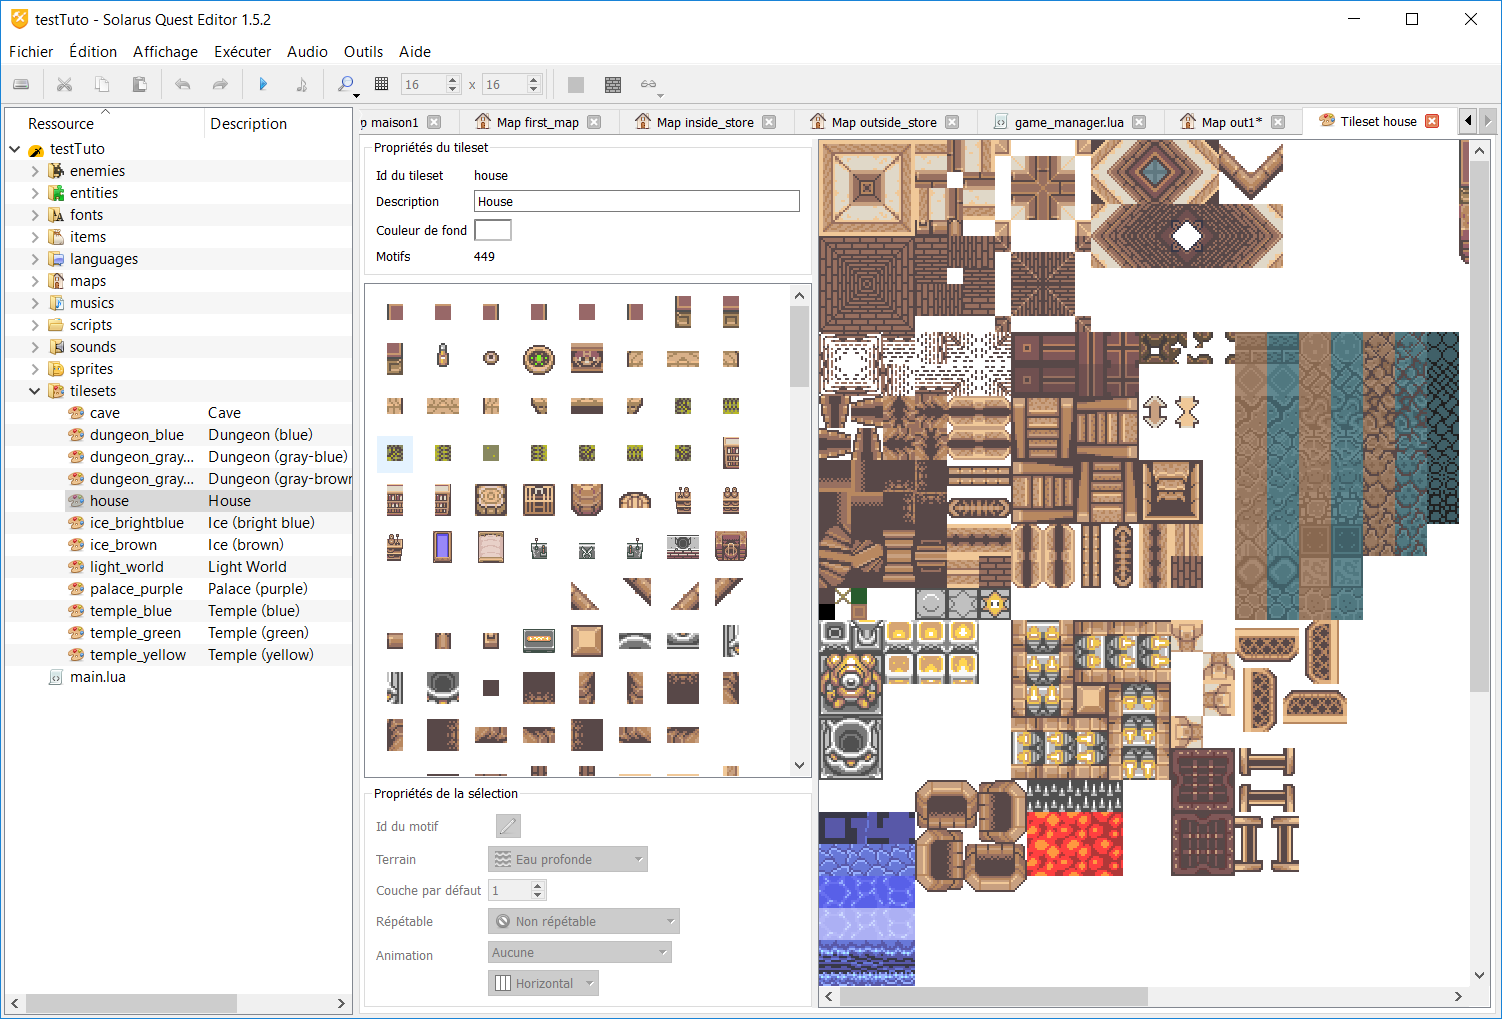 testTuto - Solarus Quest Editor 1.5.2
Fichier Édition Affichage Exécuter Audio Outils Aide
16 x 16
Ressource Description
testTuto
enemies
entities
fonts
items
languages
maps
musics
scripts
sounds
sprites
tilesets
cave Cave
dungeon_blue Dungeon (blue)
dungeon_gray... Dungeon (gray-blue)
dungeon_gray... Dungeon (gray-brown
house House
ice_brightblue Ice (bright blue)
ice_brown Ice (brown)
light_world Light World
palace_purple Palace (purple)
temple_blue Temple (blue)
temple_green Temple (green)
temple_yellow Temple (yellow)
main.lua
p maison1 Map first_map Map inside_store Map outside_store game_manager.lua Map out1* Tileset house
Propriétés du tileset
Id du tileset house
Description House
Couleur de fond
Motifs 449
Propriétés de la sélection
Id du motif
Terrain Eau profonde
Couche par défaut 1
Répétable Non répétable
Animation Aucune
Horizontal